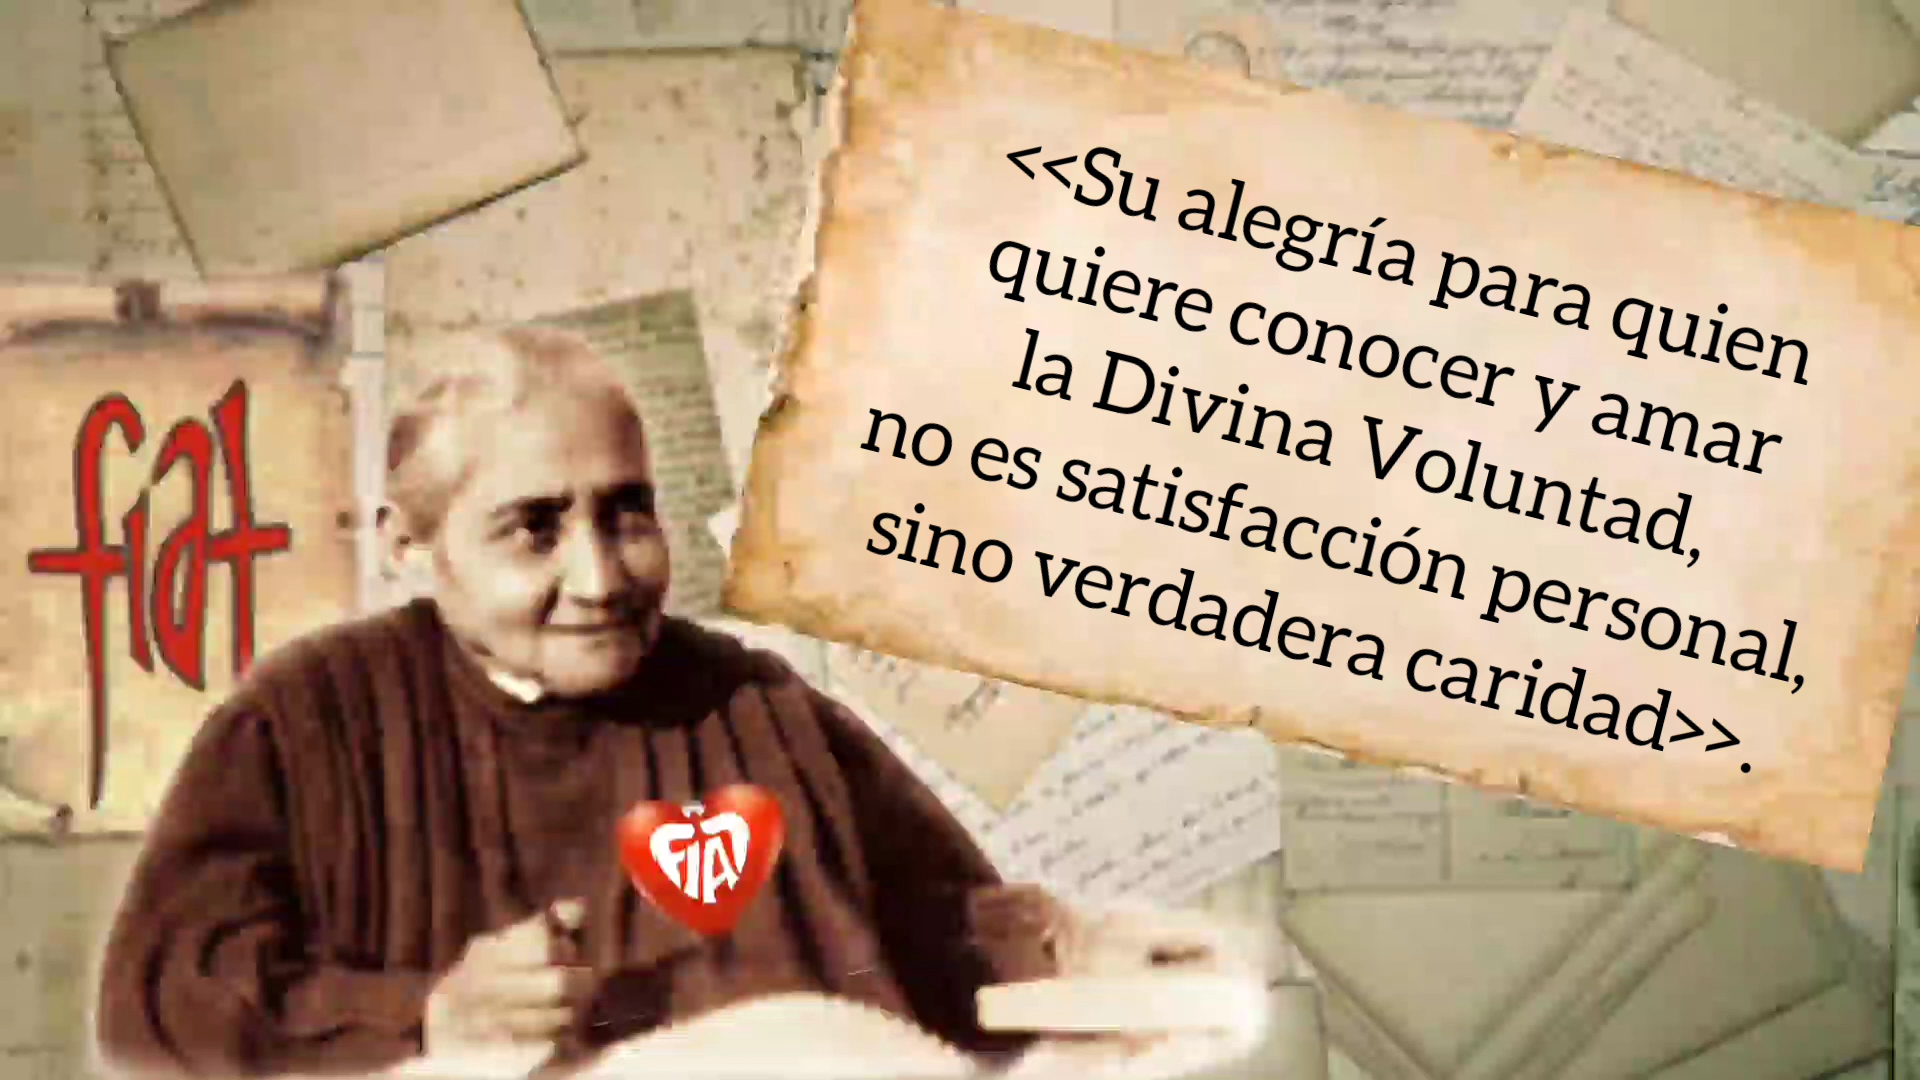 <<Su alegría para quien
quiere conocer y amar
la Divina Voluntad,
no es satisfacción personal,
sino verdadera caridad>>.
fiat
FIAT